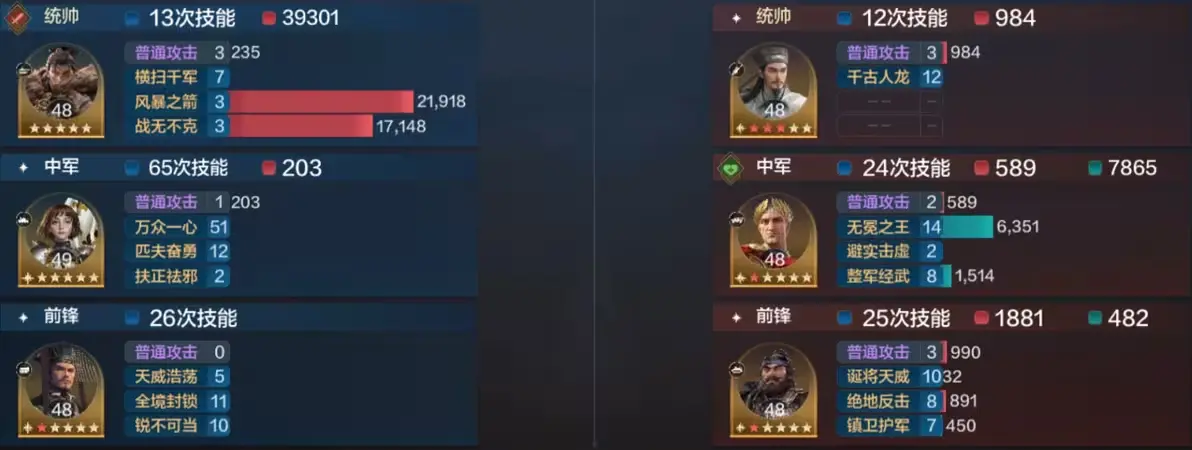 统帅 13次技能 39301
普通攻击 3 235
横扫千军 7
风暴之箭 3 21,918
战无不克 3 17,148
48
中军 65次技能 203
普通攻击 1 203
万众一心 51
匹夫奋勇 12
扶正祛邪 2
49
前锋 26次技能
普通攻击 0
天威浩荡 5
全境封锁 11
锐不可当 10
48
统帅 12次技能 984
普通攻击 3 984
千古人龙 12
-- --
-- --
48
中军 24次技能 589 7865
普通攻击 2 589
无冕之王 14 6,351
避实击虚 2
整军经武 8 1,514
48
前锋 25次技能 1881 482
普通攻击 3 990
诞将天威 10 32
绝地反击 8 891
镇卫护军 7 450
48